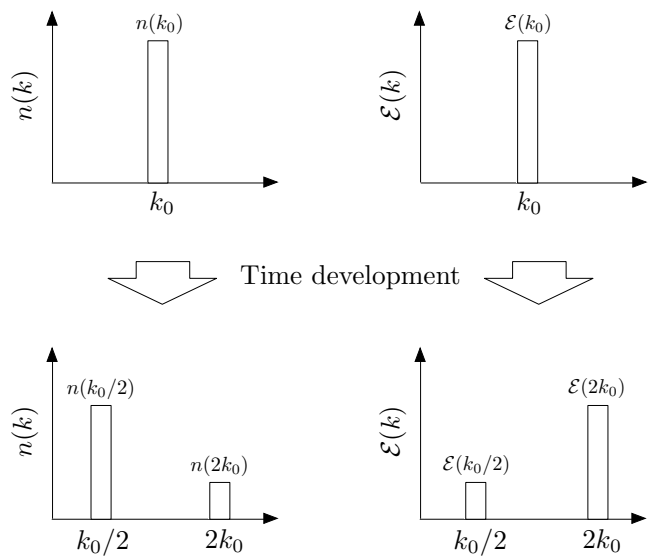 n(k₀)
n(k)
k₀
ℰ(k₀)
ℰ(k)
k₀
Time development
n(k₀/2)
n(2k₀)
n(k)
k₀/2 2k₀
ℰ(2k₀)
ℰ(k₀/2)
ℰ(k)
k₀/2 2k₀